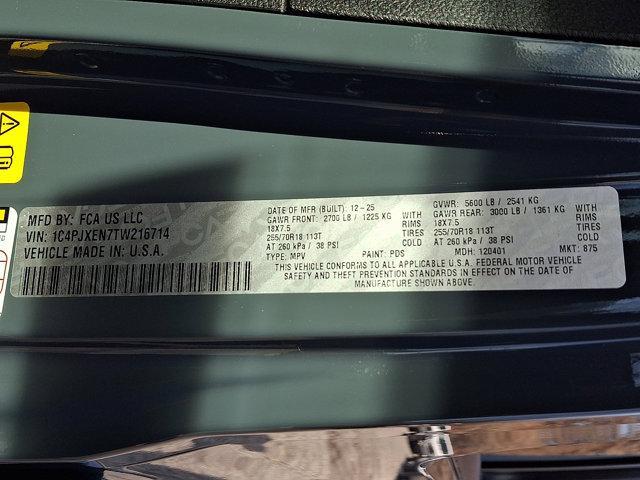 MFD BY: FCA US LLC
VIN: 1C4PJXEN7TW216714
VEHICLE MADE IN: U.S.A.
DATE OF MFR (BUILT): 12-25
GAWR FRONT: 2700 LB / 1225 KG WITH
18X7.5 RIMS
255/70R18 113T TIRES
AT 260 kPa / 38 PSI COLD
TYPE: MPV PAINT: PDS
GVWR: 5600 LB / 2541 KG
GAWR REAR: 3000 LB / 1361 KG WITH
18X7.5 RIMS
255/70R18 113T TIRES
AT 260 kPa / 38 PSI COLD
MDH: 120401 MKT: 875
THIS VEHICLE CONFORMS TO ALL APPLICABLE U.S.A. FEDERAL MOTOR VEHICLE
SAFETY AND THEFT PREVENTION STANDARDS IN EFFECT ON THE DATE OF
MANUFACTURE SHOWN ABOVE.